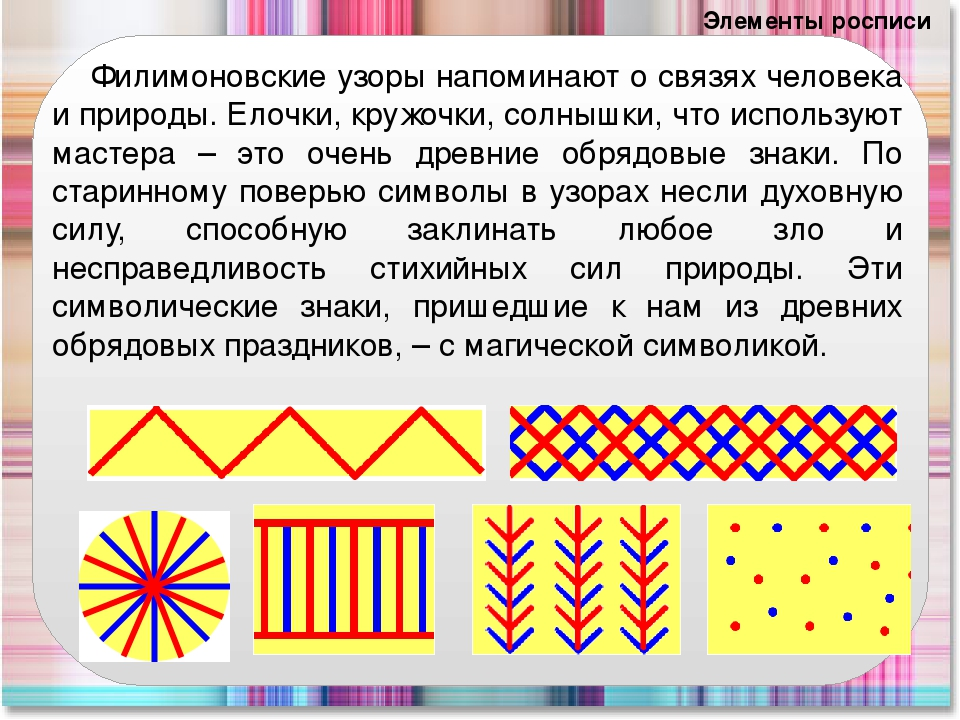 Элементы росписи
Филимоновские узоры напоминают о связях человека
и природы. Елочки, кружочки, солнышки, что используют
мастера – это очень древние обрядовые знаки. По
старинному поверью символы в узорах несли духовную
силу, способную заклинать любое зло и
несправедливость стихийных сил природы. Эти
символические знаки, пришедшие к нам из древних
обрядовых праздников, – с магической символикой.